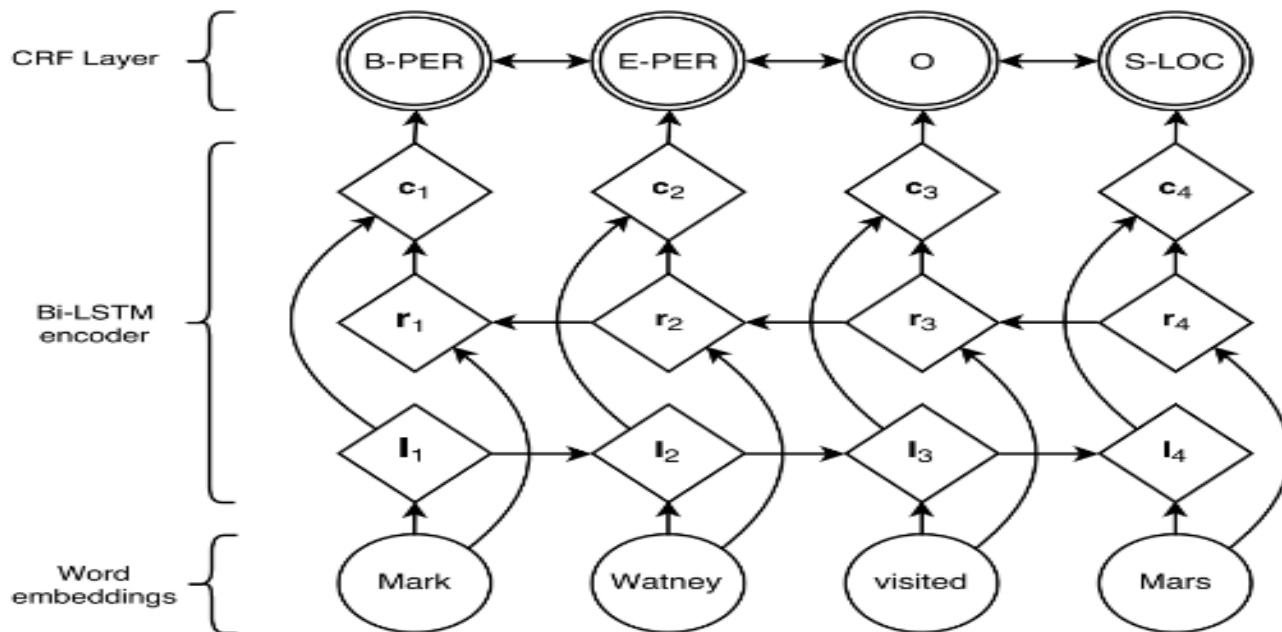 CRF Layer
B-PER E-PER O S-LOC
c₁ c₂ c₃ c₄
Bi-LSTM
encoder
r₁ r₂ r₃ r₄
l₁ l₂ l₃ l₄
Word
embeddings
Mark Watney visited Mars